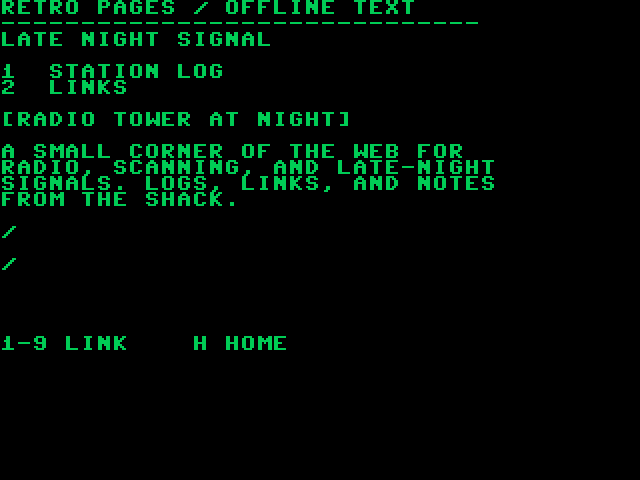 RETRO PAGES / OFFLINE TEXT
------------------------------
LATE NIGHT SIGNAL
1  STATION LOG
2  LINKS
[RADIO TOWER AT NIGHT]
A SMALL CORNER OF THE WEB FOR
RADIO, SCANNING, AND LATE-NIGHT
SIGNALS. LOGS, LINKS, AND NOTES
FROM THE SHACK.
/
/
1-9 LINK    H HOME